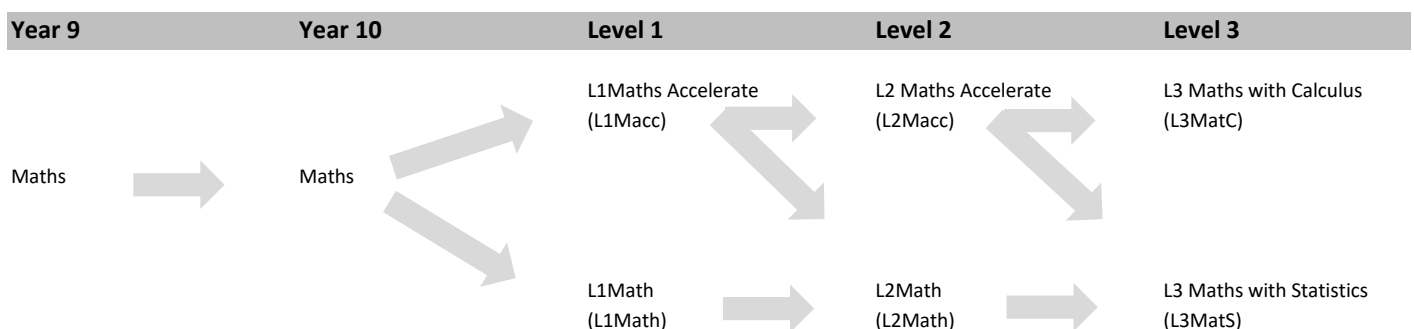 Year 9 Year 10 Level 1 Level 2 Level 3
L1Maths Accelerate L2 Maths Accelerate L3 Maths with Calculus
(L1Macc) (L2Macc) (L3MatC)
Maths Maths
L1Math L2Math L3 Maths with Statistics
(L1Math) (L2Math) (L3MatS)